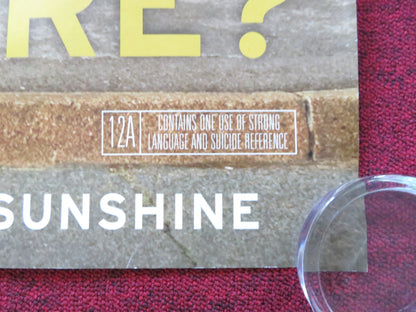 RE?
12A
CONTAINS ONE USE OF STRONG
LANGUAGE AND SUICIDE REFERENCE
SUNSHINE